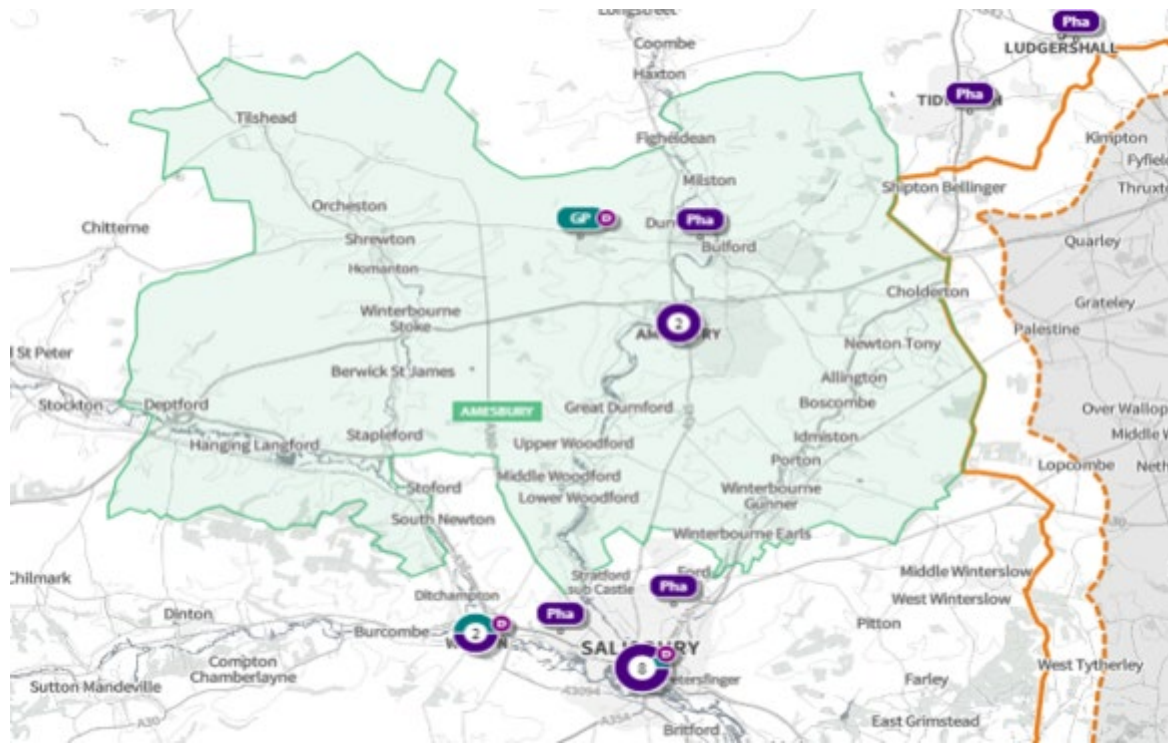 Coombe
Pha
LUDGERSHALL
Haxton
Pha
Tilshead
Figheldean
Kimpton
Milston
Shipton Bellinger
Orcheston
Chitterne
GP D
Pha
Shrewton
Bulford
Quarley
Homanton
Cholderton
Winterbourne
Stoke
Grateley
2
Palestine
Newton Tony
St Peter
Berwick St James
Allington
Stockton
Deptford
AMESBURY
Great Durnford
Boscombe
Over Wallop
Hanging Langford
Stapleford
Upper Woodford
Idmiston
Porton
Lopcombe
Middle Woodford
Stoford
Lower Woodford
Winterbourne
Gunner
South Newton
Winterbourne Earls
Chilmark
Stratford
sub Castle
Ford
Pha
Middle Winterslow
Ditchampton
West Winterslow
Dinton
Pha
Burcombe
2 D
Pitton
Compton
Chamberlayne
8 D
West Tytherley
Sutton Mandeville
Farley
A3094
A30
A354
Britford
East Grimstead